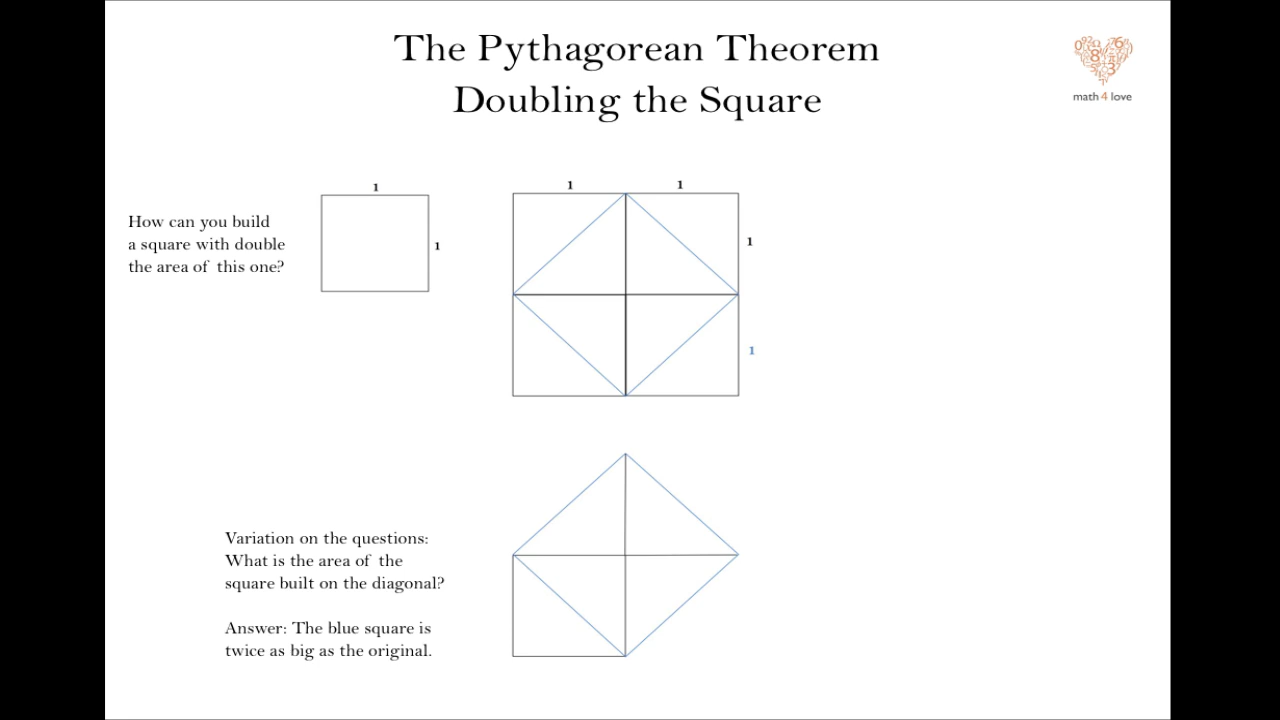 The Pythagorean Theorem
Doubling the Square
math 4 love
1
1
How can you build
a square with double
the area of this one?
1
1
1
1
Variation on the questions:
What is the area of the
square built on the diagonal?
Answer: The blue square is
twice as big as the original.